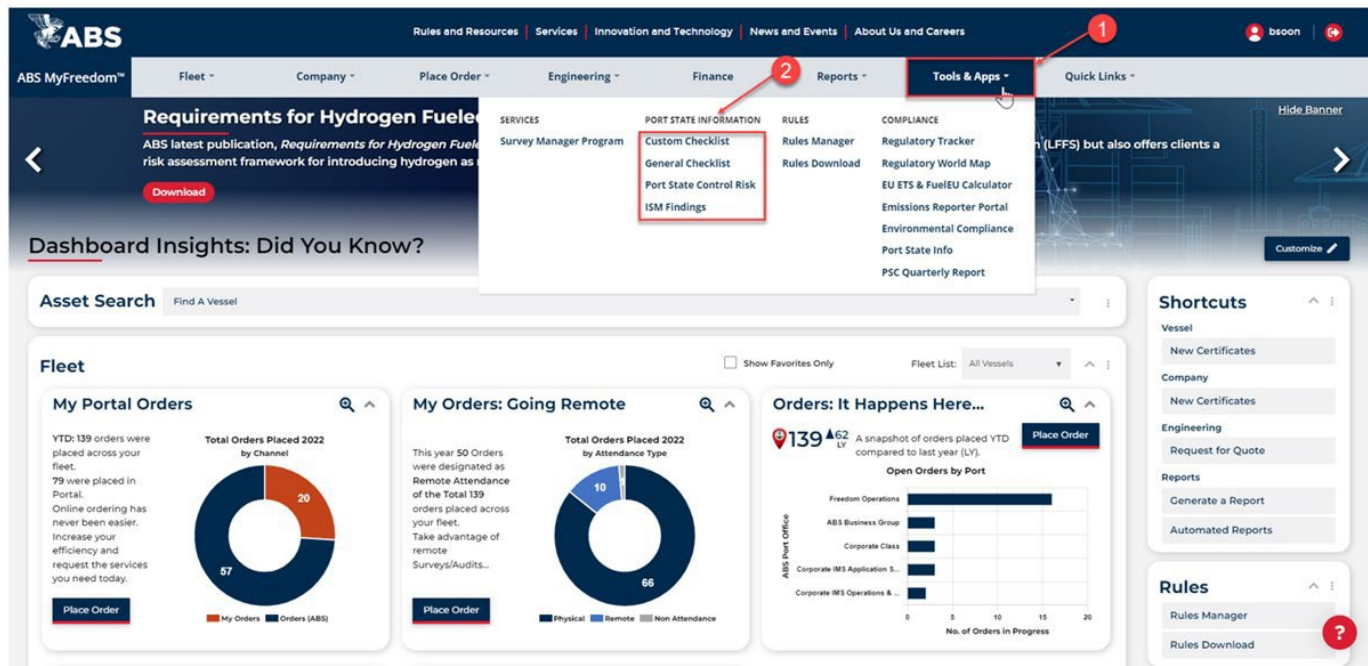 ABS
Rules and Resources | Services | Innovation and Technology | News and Events | About Us and Careers
1
bsoon
ABS MyFreedom™
Fleet
Company
Place Order
Engineering
Finance
2
Reports
Tools & Apps
Quick Links
Requirements for Hydrogen Fuele
Hide Banner
ABS latest publication, Requirements for Hydrogen Fuele
(LFFS) but also offers clients a
risk assessment framework for introducing hydrogen as
Download
SERVICES
Survey Manager Program
PORT STATE INFORMATION
Custom Checklist
General Checklist
Port State Control Risk
ISM Findings
RULES
Rules Manager
Rules Download
COMPLIANCE
Regulatory Tracker
Regulatory World Map
EU ETS & FuelEU Calculator
Emissions Reporter Portal
Environmental Compliance
Port State Info
PSC Quarterly Report
Dashboard Insights: Did You Know?
Customize
Asset Search
Find A Vessel
Fleet
Show Favorites Only
Fleet List:
All Vessels
My Portal Orders
YTD: 139 orders were
placed across your
fleet.
79 were placed in
Portal.
Online ordering has
never been easier.
Increase your
efficiency and
request the services
you need today.
Place Order
Total Orders Placed 2022
by Channel
20
57
My Orders
Orders (ABS)
My Orders: Going Remote
This year 50 Orders
were designated as
Remote Attendance
of the Total 139
orders placed across
your fleet.
Take advantage of
remote
Surveys/Audits...
Place Order
Total Orders Placed 2022
by Attendance Type
10
66
Physical
Remote
Non Attendance
Orders: It Happens Here...
139
62
LY
A snapshot of orders placed YTD
compared to last year (LY).
Place Order
Open Orders by Port
ABS Port Office
Freedom Operations
ABS Business Group
Corporate Class
Corporate IMS Application S...
Corporate IMS Operations & ...
0
5
10
15
20
No. of Orders in Progress
Shortcuts
Vessel
New Certificates
Company
New Certificates
Engineering
Request for Quote
Reports
Generate a Report
Automated Reports
Rules
Rules Manager
Rules Download
?